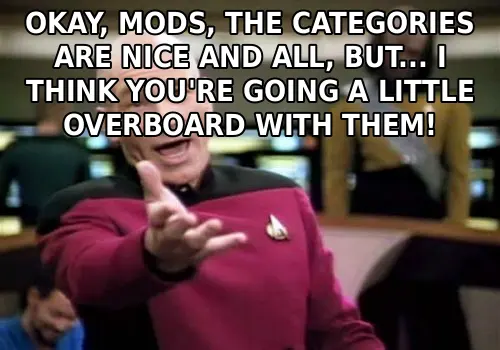 OKAY, MODS, THE CATEGORIES
ARE NICE AND ALL, BUT... I
THINK YOU'RE GOING A LITTLE
OVERBOARD WITH THEM!